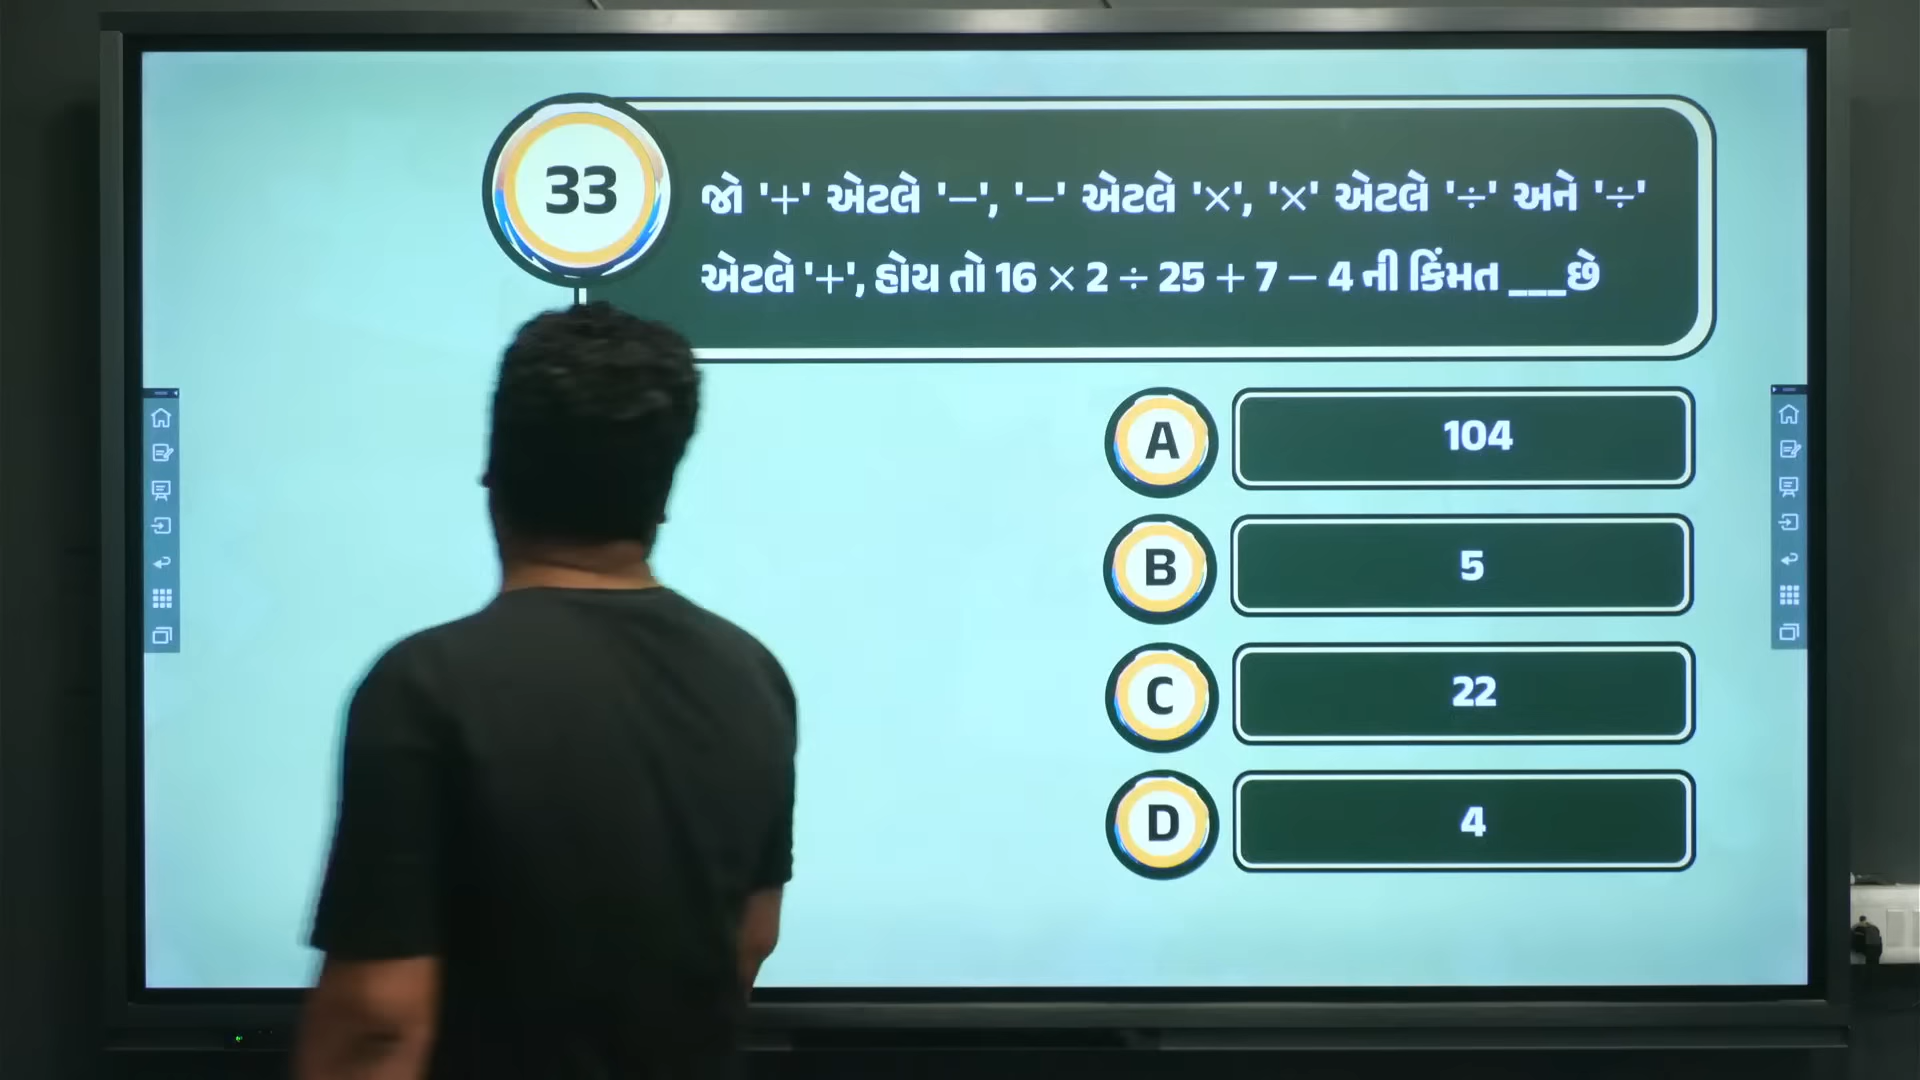 33
જો '+' એટલે '−', '−' એટલે '×', '×' એટલે '÷' અને '÷'
એટલે '+', હોય તો 16 × 2 ÷ 25 + 7 − 4 ની કિંમત ___છે
A 104
B 5
C 22
D 4